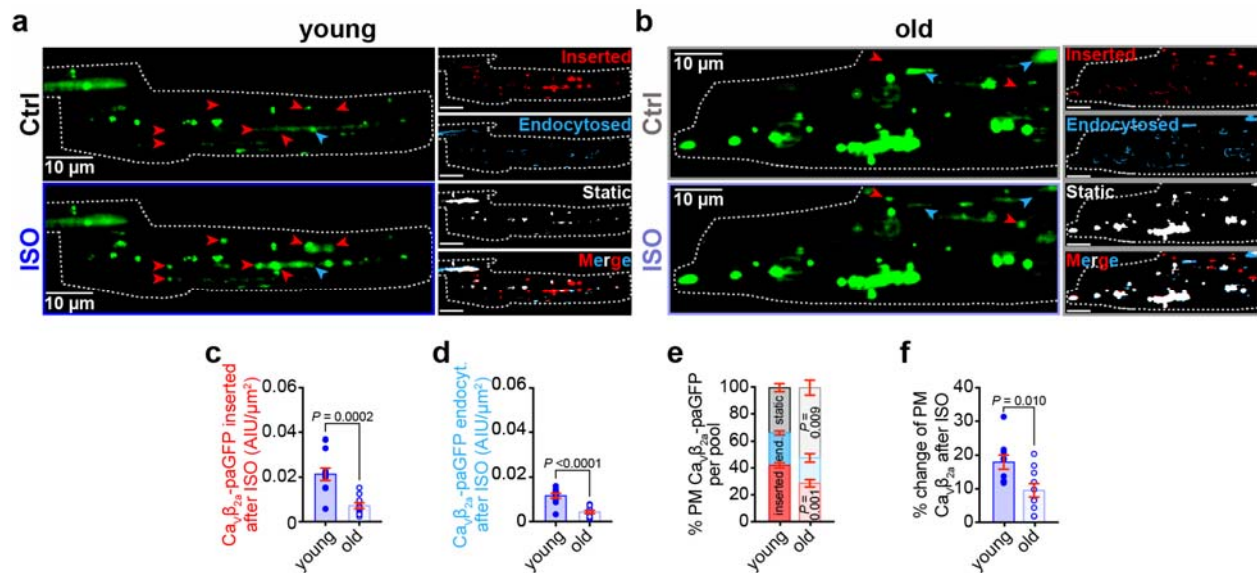 a
young
b
old
Ctrl
10 µm
Inserted
Endocytosed
ISO
10 µm
Static
Merge
Ctrl
10 µm
Inserted
Endocytosed
ISO
10 µm
Static
Merge
c
CaVβ2a-paGFP inserted
after ISO (AIU/µm²)
0.06
0.04
0.02
0
P = 0.0002
young
old
d
CaVβ2a-paGFP endocyt.
after ISO (AIU/µm²)
0.06
0.04
0.02
0
P <0.0001
young
old
e
% PM CaVβ2a-paGFP
per pool
100
80
60
40
20
0
static
end.
inserted
P =
0.009
P =
0.001
young
old
f
% change of PM
CaVβ2a after ISO
40
30
20
10
0
P = 0.010
young
old